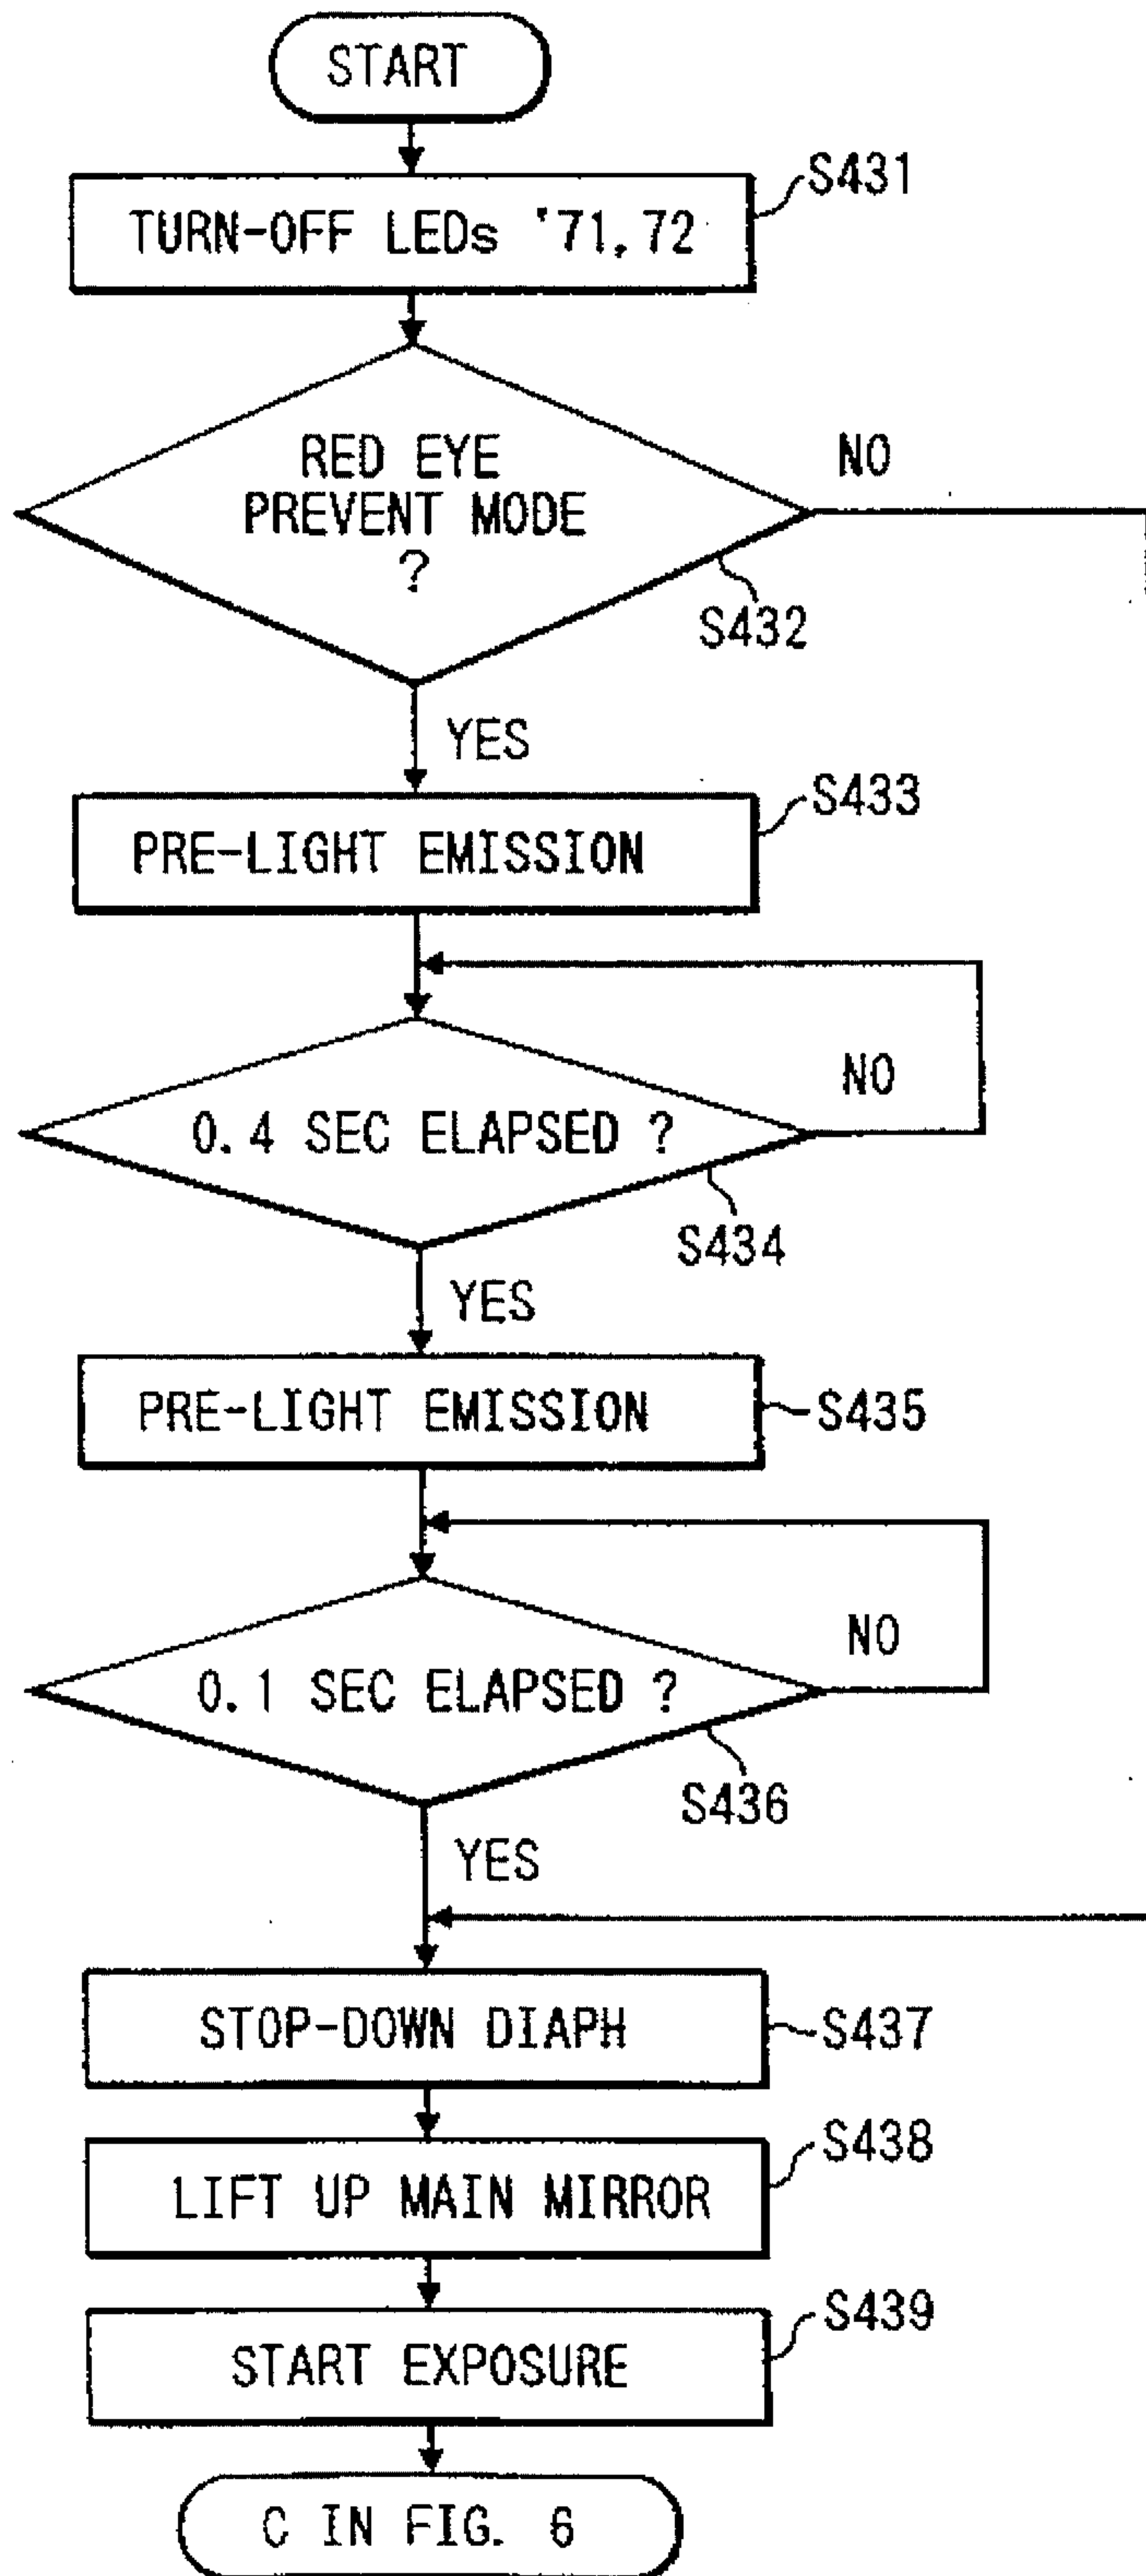 START
S431
TURN-OFF LEDs '71, 72
RED EYE
PREVENT MODE
?
NO
S432
YES
S433
PRE-LIGHT EMISSION
NO
0.4 SEC ELAPSED ?
S434
YES
PRE-LIGHT EMISSION
S435
NO
0.1 SEC ELAPSED ?
S436
YES
STOP-DOWN DIAPH
S437
S438
LIFT UP MAIN MIRROR
S439
START EXPOSURE
C IN FIG. 6